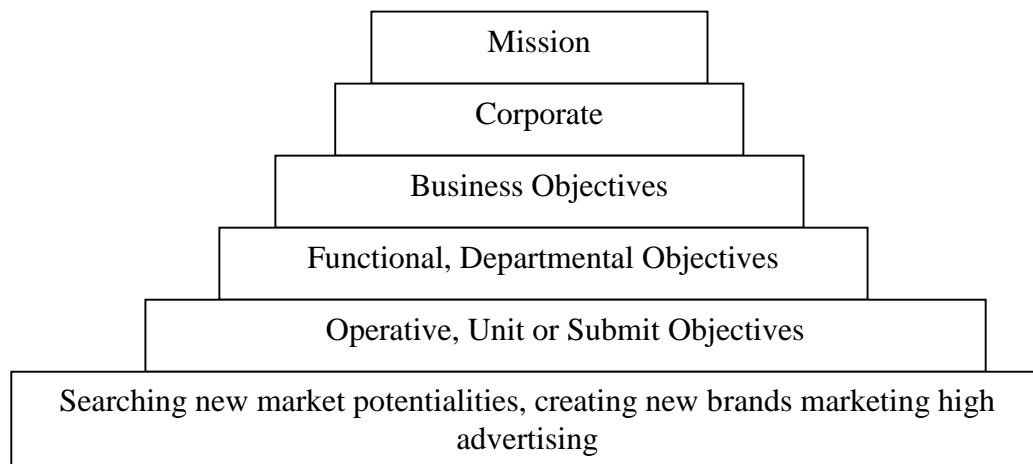 Mission
Corporate
Business Objectives
Functional, Departmental Objectives
Operative, Unit or Submit Objectives
Searching new market potentialities, creating new brands marketing high
advertising